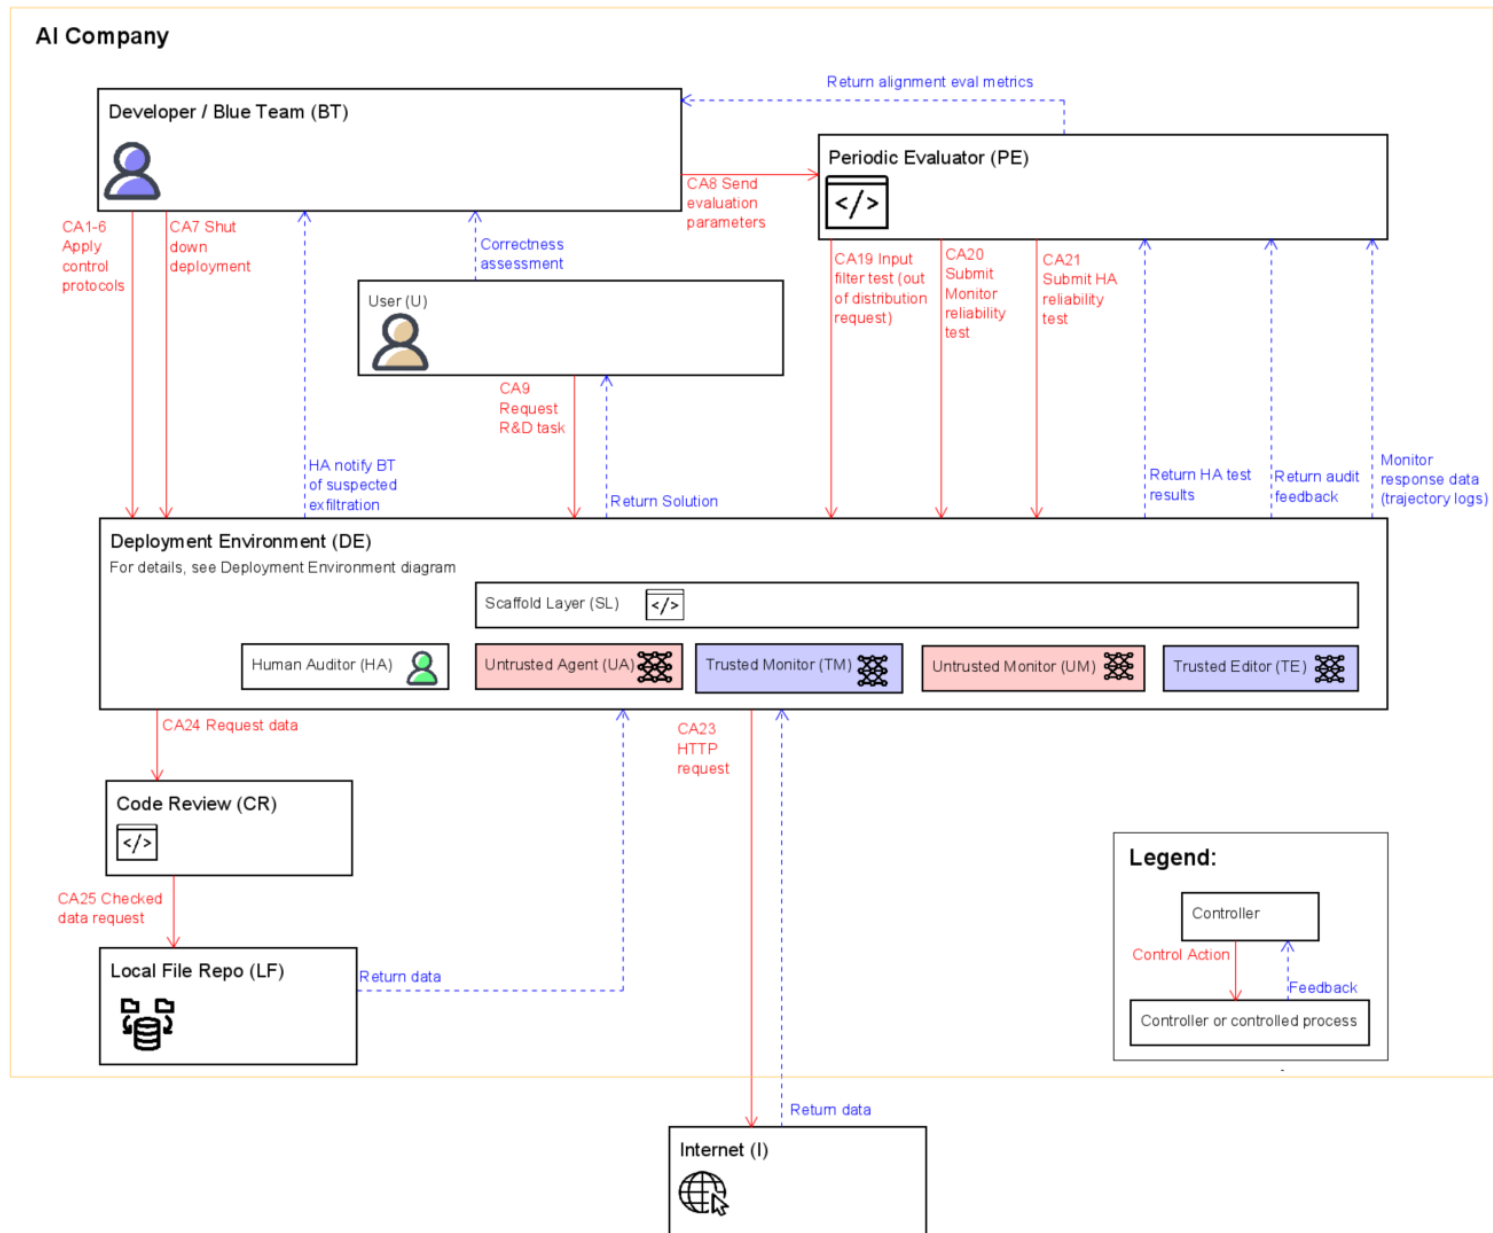 AI Company
Return alignment eval metrics
Developer / Blue Team (BT)
Periodic Evaluator (PE)
</>
CA8 Send
evaluation
parameters
CA1-6
Apply
control
protocols
CA7 Shut
down
deployment
Correctness
assessment
CA19 Input
filter test (out
of distribution
request)
CA20
Submit
Monitor
reliability
test
CA21
Submit HA
reliability
test
User (U)
CA9
Request
R&D task
HA notify BT
of suspected
exfiltration
Return Solution
Return HA test
results
Return audit
feedback
Monitor
response data
(trajectory logs)
Deployment Environment (DE)
For details, see Deployment Environment diagram
Scaffold Layer (SL)
</>
Human Auditor (HA)
Untrusted Agent (UA)
Trusted Monitor (TM)
Untrusted Monitor (UM)
Trusted Editor (TE)
CA24 Request data
CA23
HTTP
request
Code Review (CR)
</>
CA25 Checked
data request
Local File Repo (LF)
Return data
Legend:
Controller
Control Action
Feedback
Controller or controlled process
Return data
Internet (I)